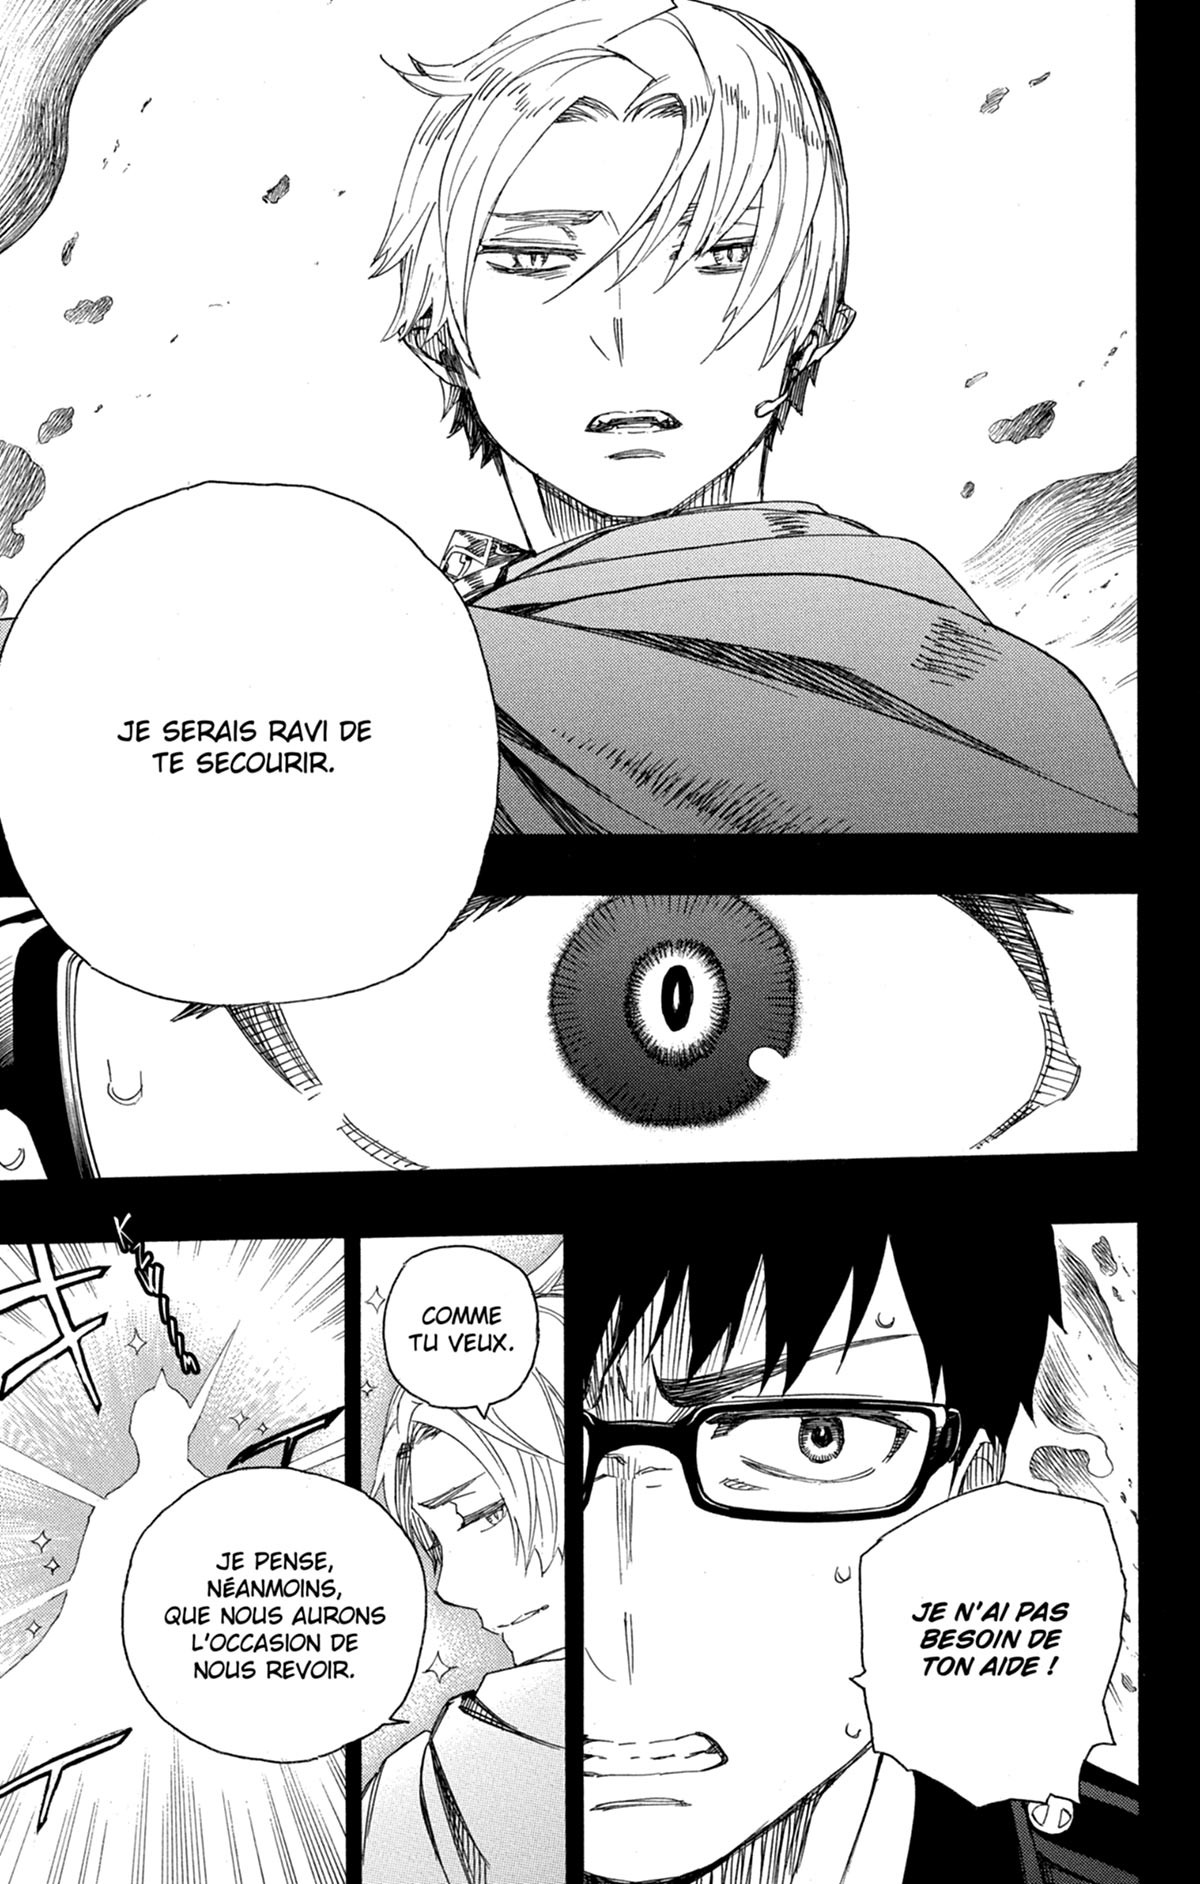 JE SERAIS RAVI DE
TE SECOURIR.
JE N'AI PAS
BESOIN DE
TON AIDE !
COMME
TU VEUX.
JE PENSE,
NÉANMOINS,
QUE NOUS AURONS
L'OCCASION DE
NOUS REVOIR.